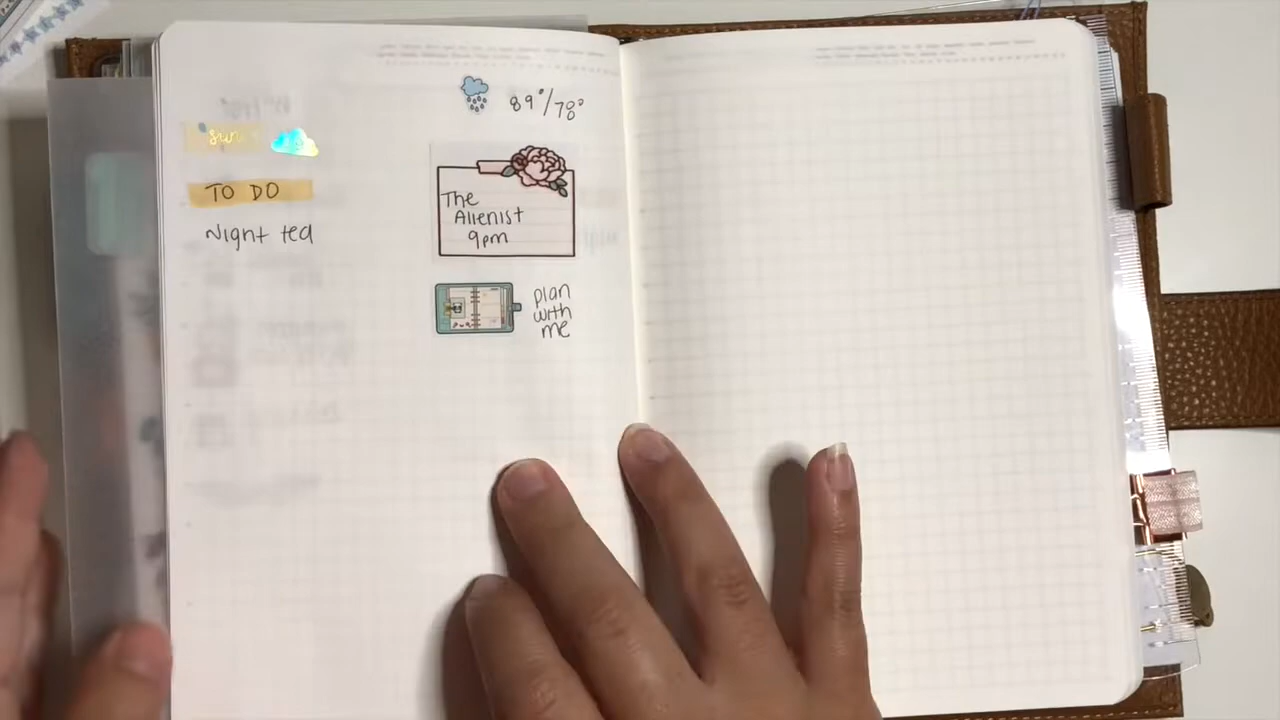 sun
TO DO
Night tea
89°/78°
The
Alienist
9pm
plan
with
me